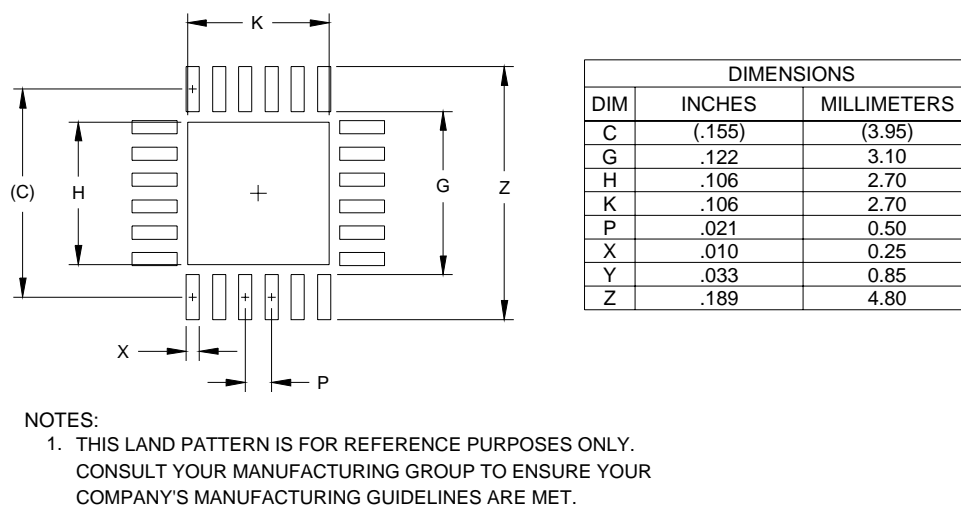 K
(C)
H
G
Z
X
P
DIMENSIONS
DIM INCHES MILLIMETERS
C (.155) (3.95)
G .122 3.10
H .106 2.70
K .106 2.70
P .021 0.50
X .010 0.25
Y .033 0.85
Z .189 4.80
NOTES:
1. THIS LAND PATTERN IS FOR REFERENCE PURPOSES ONLY.
CONSULT YOUR MANUFACTURING GROUP TO ENSURE YOUR
COMPANY'S MANUFACTURING GUIDELINES ARE MET.